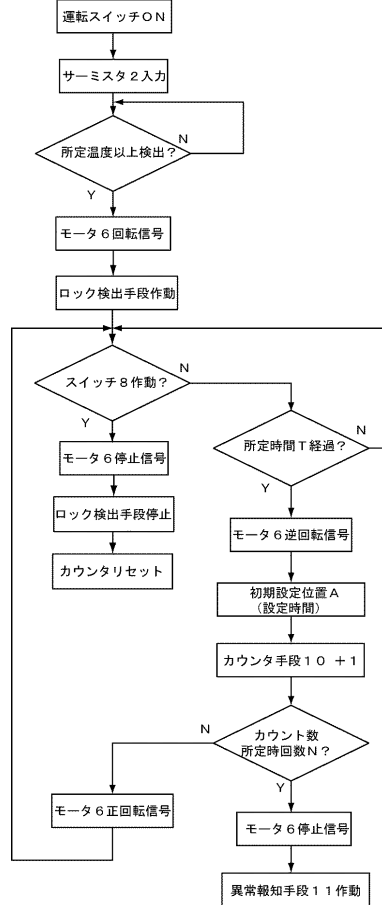 運転スイッチON
サーミスタ2入力
所定温度以上検出?
N
Y
モータ6回転信号
ロック検出手段作動
スイッチ8作動?
N
Y
モータ6停止信号
ロック検出手段停止
カウンタリセット
所定時間T経過?
N
Y
モータ6逆回転信号
初期設定位置A
(設定時間)
カウンタ手段10 +1
カウント数
所定時回数N?
N
Y
モータ6正回転信号
モータ6停止信号
異常報知手段11作動